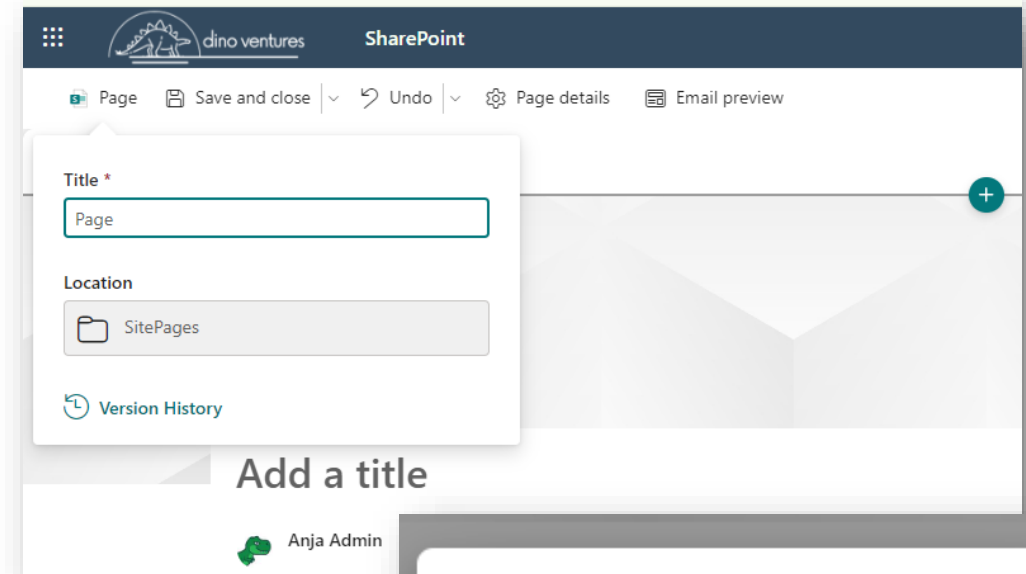 dino ventures SharePoint
Page Save and close Undo Page details Email preview
Title *
Page
Location
SitePages
Version History
Add a title
Anja Admin